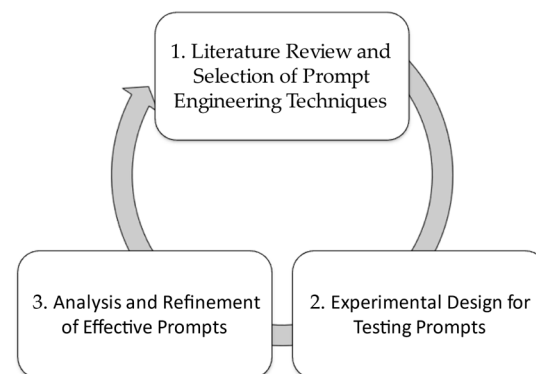 1. Literature Review and
Selection of Prompt
Engineering Techniques
3. Analysis and Refinement
of Effective Prompts
2. Experimental Design for
Testing Prompts